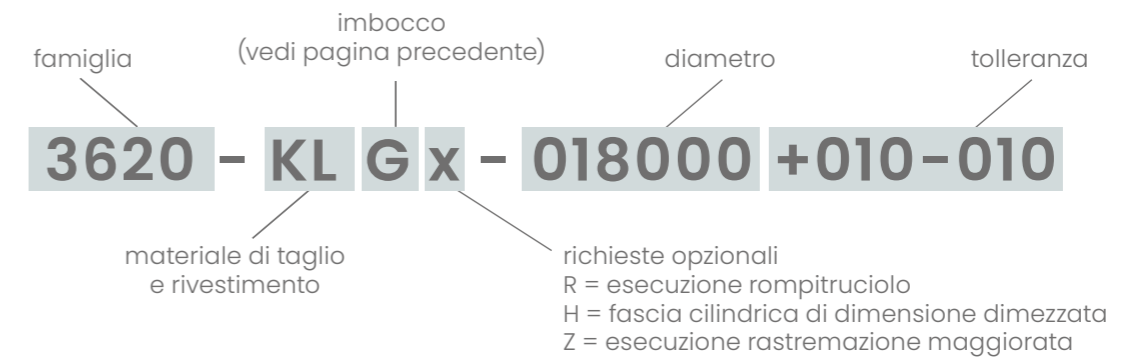 imbocco
(vedi pagina precedente)
famiglia
diametro
tolleranza
3620 - KL G x - 018000 +010-010
materiale di taglio
e rivestimento
richieste opzionali
R = esecuzione rompitruciolo
H = fascia cilindrica di dimensione dimezzata
Z = esecuzione rastremazione maggiorata